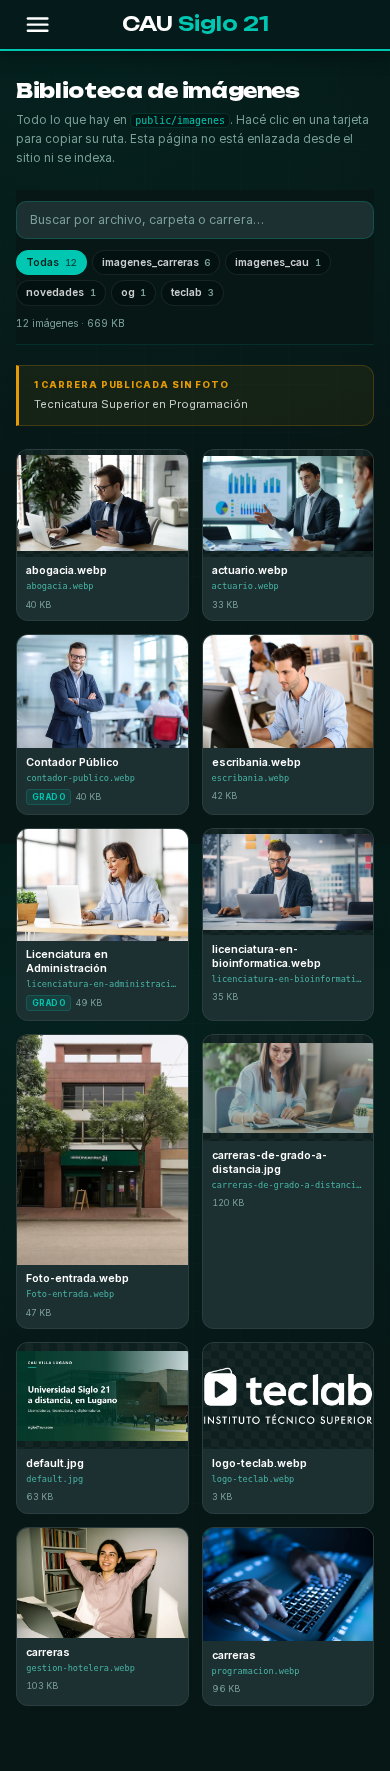 CAU Siglo 21
Biblioteca de imágenes
Todo lo que hay en public/imagenes. Hacé clic en una tarjeta
para copiar su ruta. Esta página no está enlazada desde el
sitio ni se indexa.
Buscar por archivo, carpeta o carrera…
Todas 12 imagenes_carreras 6 imagenes_cau 1
novedades 1 og 1 teclab 3
12 imágenes · 669 KB
1 CARRERA PUBLICADA SIN FOTO
Tecnicatura Superior en Programación
abogacia.webp
abogacia.webp
40 KB
actuario.webp
actuario.webp
33 KB
Contador Público
contador-publico.webp
GRADO 40 KB
escribania.webp
escribania.webp
42 KB
Licenciatura en
Administración
licenciatura-en-administraci…
GRADO 49 KB
licenciatura-en-
bioinformatica.webp
licenciatura-en-bioinformati…
35 KB
Foto-entrada.webp
Foto-entrada.webp
47 KB
carreras-de-grado-a-
distancia.jpg
carreras-de-grado-a-distanci…
120 KB
CAU VILLA LUGANO
Universidad Siglo 21
a distancia, en Lugano
default.jpg
default.jpg
63 KB
teclab
INSTITUTO TÉCNICO SUPERIOR
logo-teclab.webp
logo-teclab.webp
3 KB
carreras
gestion-hotelera.webp
103 KB
carreras
programacion.webp
96 KB